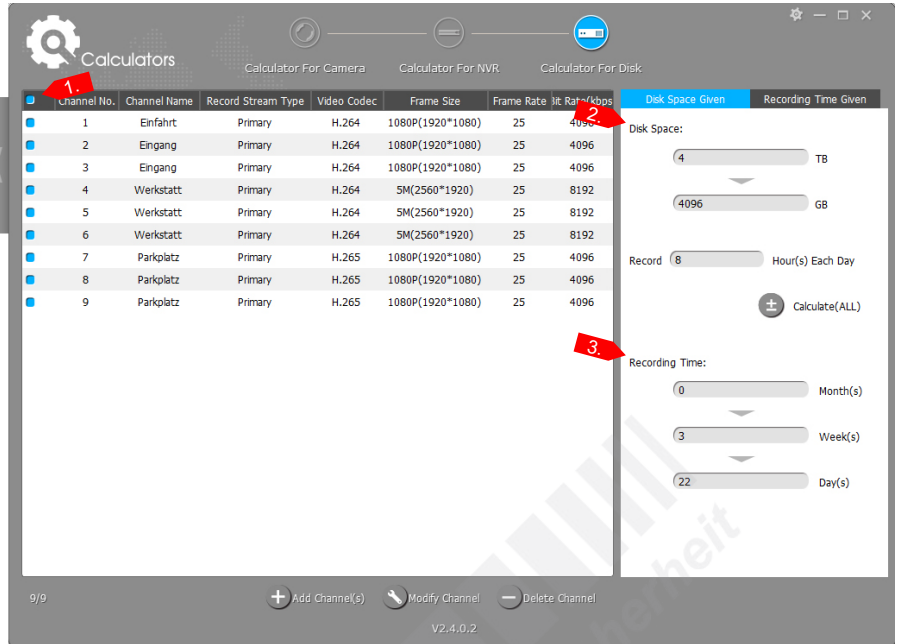 Calculators
Calculator For Camera
Calculator For NVR
Calculator For Disk
1.
Channel No. Channel Name Record Stream Type Video Codec Frame Size Frame Rate Bit Rate(kbps
1 Einfahrt Primary H.264 1080P(1920*1080) 25 4096
2 Eingang Primary H.264 1080P(1920*1080) 25 4096
3 Eingang Primary H.264 1080P(1920*1080) 25 4096
4 Werkstatt Primary H.264 5M(2560*1920) 25 8192
5 Werkstatt Primary H.264 5M(2560*1920) 25 8192
6 Werkstatt Primary H.264 5M(2560*1920) 25 8192
7 Parkplatz Primary H.265 1080P(1920*1080) 25 4096
8 Parkplatz Primary H.265 1080P(1920*1080) 25 4096
9 Parkplatz Primary H.265 1080P(1920*1080) 25 4096
Disk Space Given
Recording Time Given
2.
Disk Space:
4 TB
4096 GB
Record 8 Hour(s) Each Day
Calculate(ALL)
3.
Recording Time:
0 Month(s)
3 Week(s)
22 Day(s)
herheit
9/9
Add Channel(s)
Modify Channel
Delete Channel
V2.4.0.2